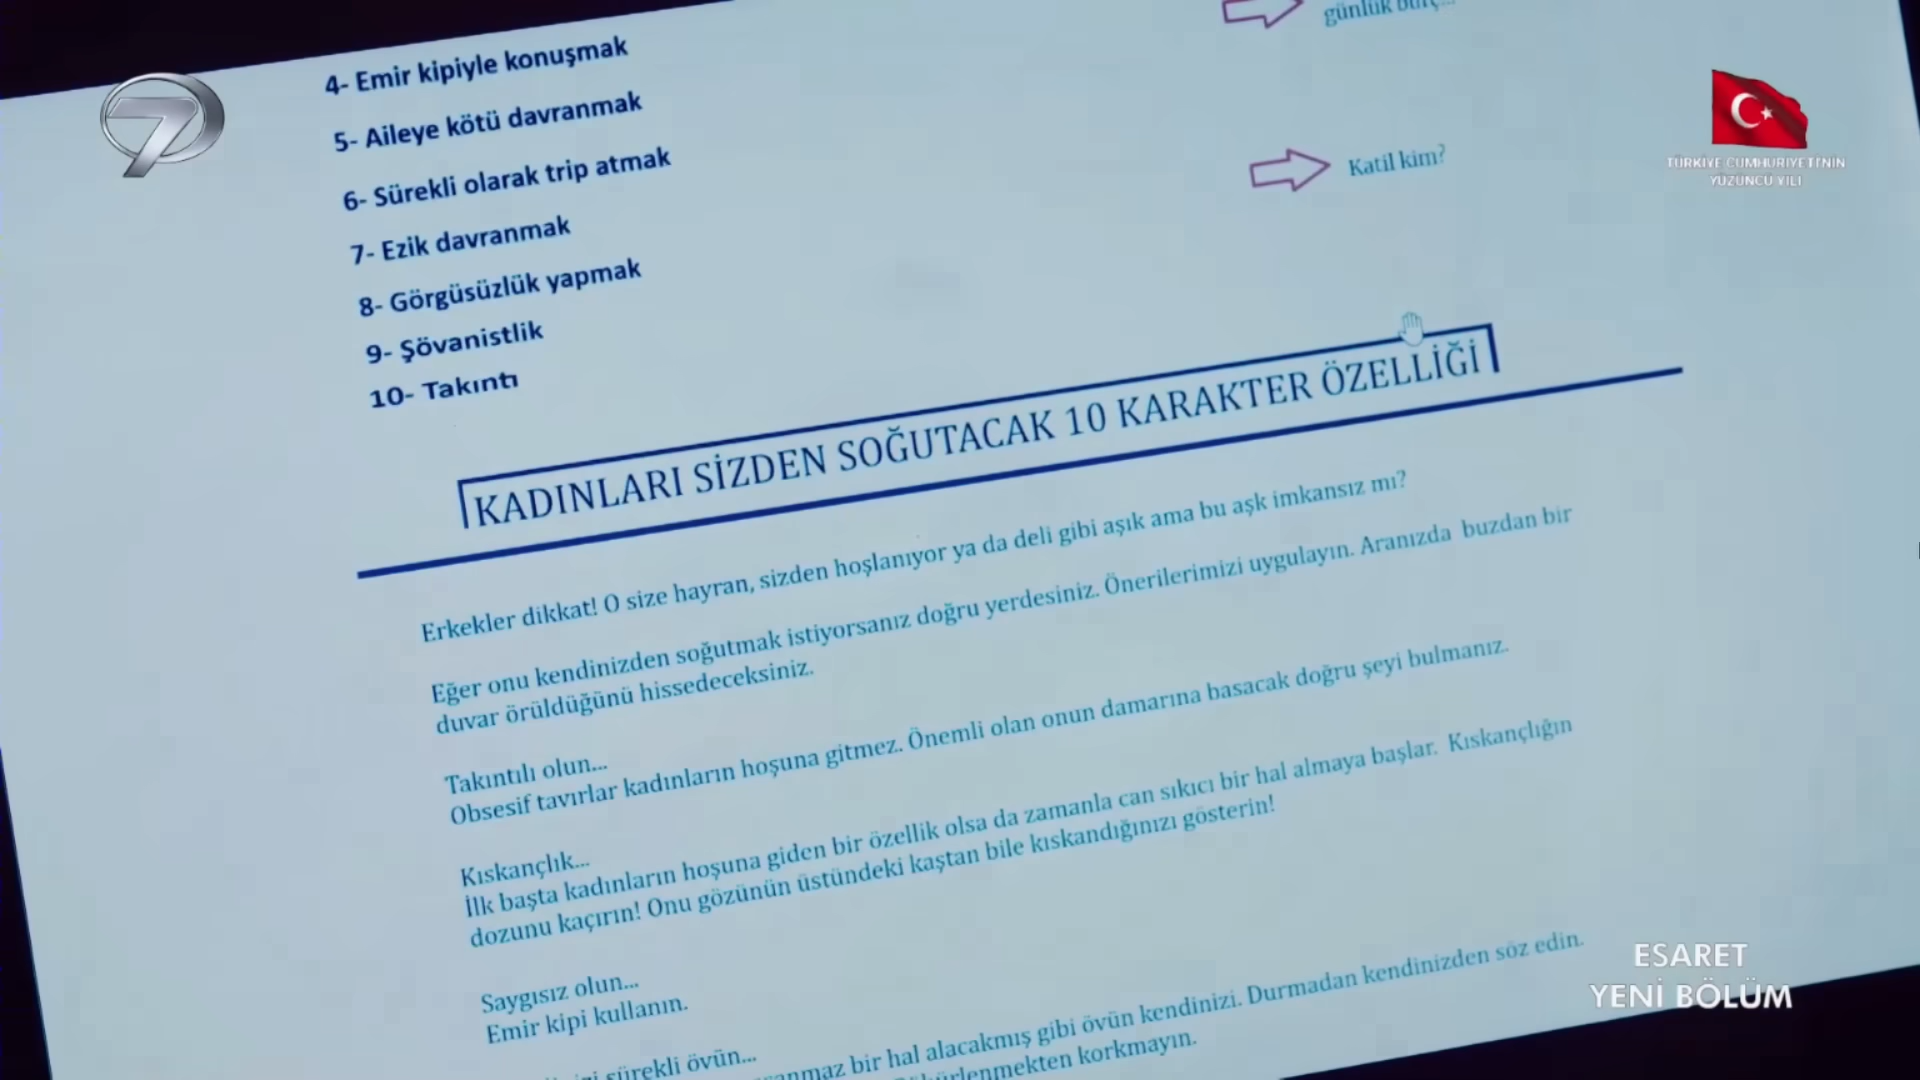 günlük burç...
4- Emir kipiyle konuşmak
5- Aileye kötü davranmak
6- Sürekli olarak trip atmak
7- Ezik davranmak
8- Görgüsüzlük yapmak
9- Şövanistlik
10- Takıntı
Katil kim?
7
TÜRKİYE CUMHURİYETİ'NİN
YÜZÜNCÜ YILI
KADINLARI SİZDEN SOĞUTACAK 10 KARAKTER ÖZELLİĞİ
Erkekler dikkat! O size hayran, sizden hoşlanıyor ya da deli gibi aşık ama bu aşk imkansız mı?
Eğer onu kendinizden soğutmak istiyorsanız doğru yerdesiniz. Önerilerimizi uygulayın. Aranızda buzdan bir
duvar örüldüğünü hissedeceksiniz.
Takıntılı olun...
Obsesif tavırlar kadınların hoşuna gitmez. Önemli olan onun damarına basacak doğru şeyi bulmanız.
Kıskançlık...
İlk başta kadınların hoşuna giden bir özellik olsa da zamanla can sıkıcı bir hal almaya başlar. Kıskançlığın
dozunu kaçırın! Onu gözünün üstündeki kaştan bile kıskandığınızı gösterin!
Saygısız olun...
Emir kipi kullanın.
sürekli övün...
bir hal alacakmış gibi övün kendinizi. Durmadan kendinizden söz edin.
korkmayın.
ESARET
YENİ BÖLÜM